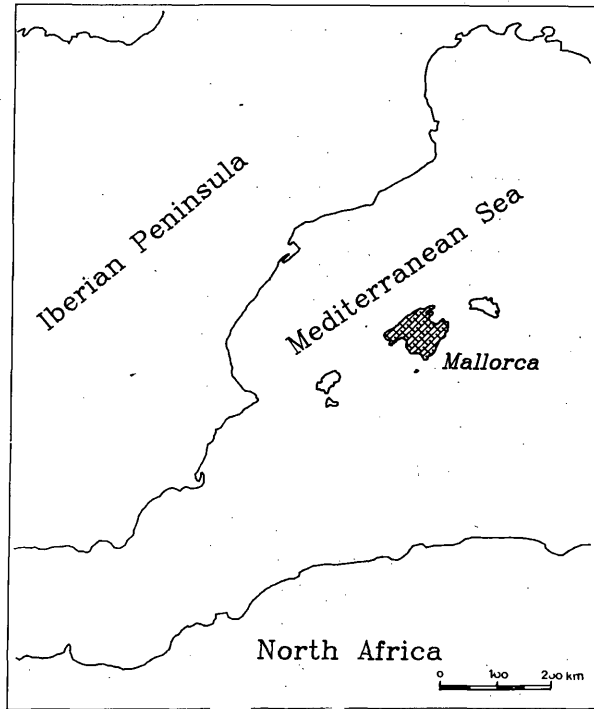 Iberian Peninsula
Mediterranean Sea
Mallorca
North Africa
0 100 200 km